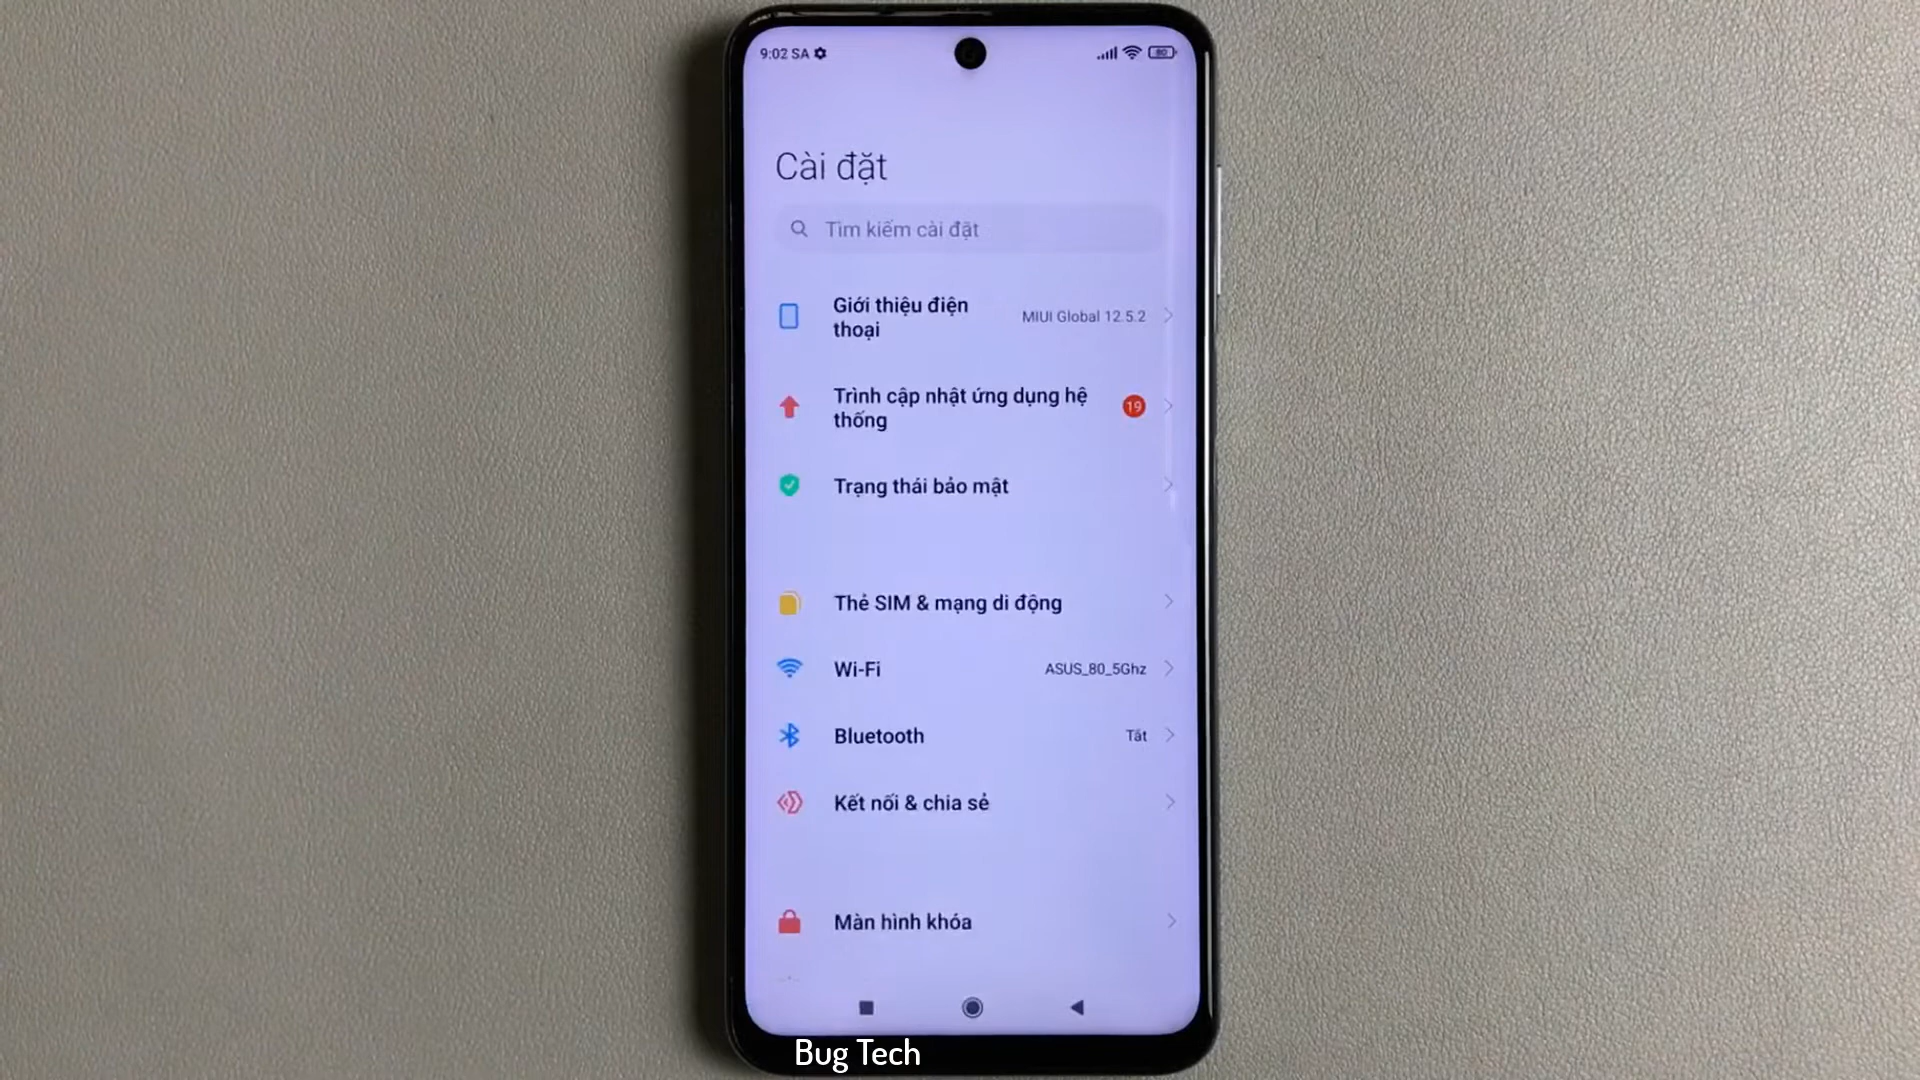 9:02 SA
80
Cài đặt
Tìm kiếm cài đặt
Giới thiệu điện
thoại
MIUI Global 12.5.2
Trình cập nhật ứng dụng hệ
thống
19
Trạng thái bảo mật
Thẻ SIM & mạng di động
Wi-Fi
ASUS_80_5Ghz
Bluetooth
Tắt
Kết nối & chia sẻ
Màn hình khóa
Bug Tech